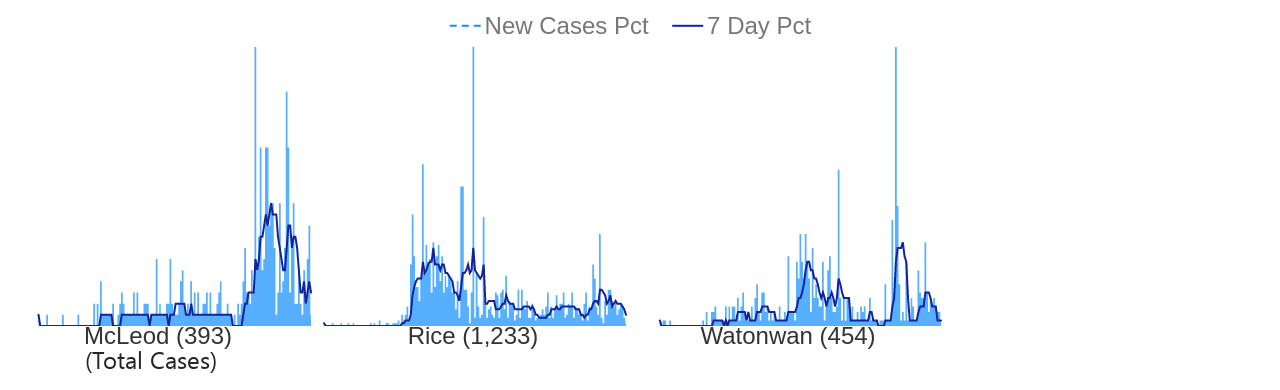 New Cases Pct 7 Day Pct
McLeod (393) Rice (1,233) Watonwan (454)
(Total Cases)